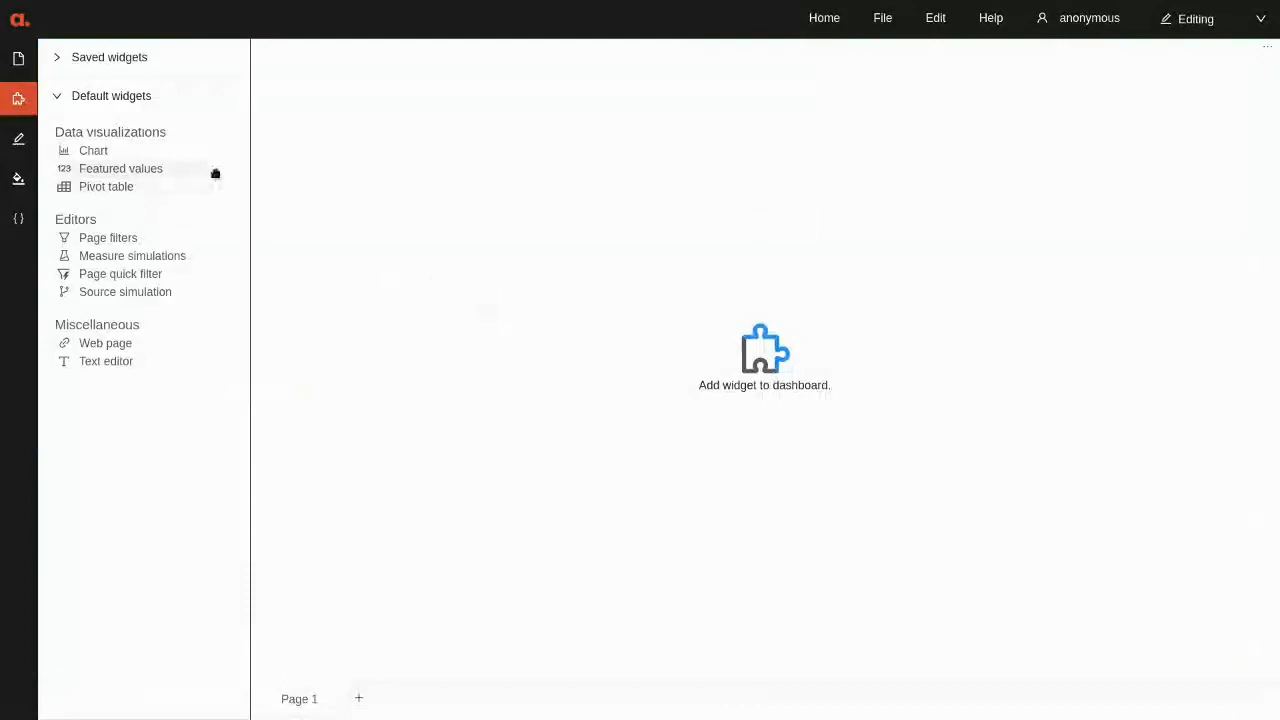 a.
Home File Edit Help anonymous Editing
Saved widgets
Default widgets
Data visualizations
Chart
123 Featured values
Pivot table
Editors
Page filters
Measure simulations
Page quick filter
Source simulation
Miscellaneous
Web page
Text editor
Add widget to dashboard.
Page 1 +